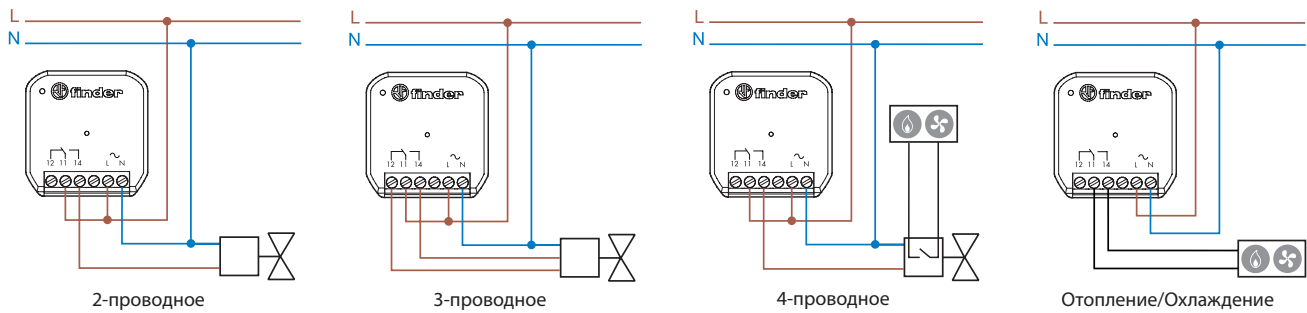 L
N
finder
12 11 14 L N
2-проводное
L
N
finder
12 11 14 L N
3-проводное
L
N
finder
12 11 14 L N
4-проводное
L
N
finder
12 11 14 L N
Отопление/Охлаждение